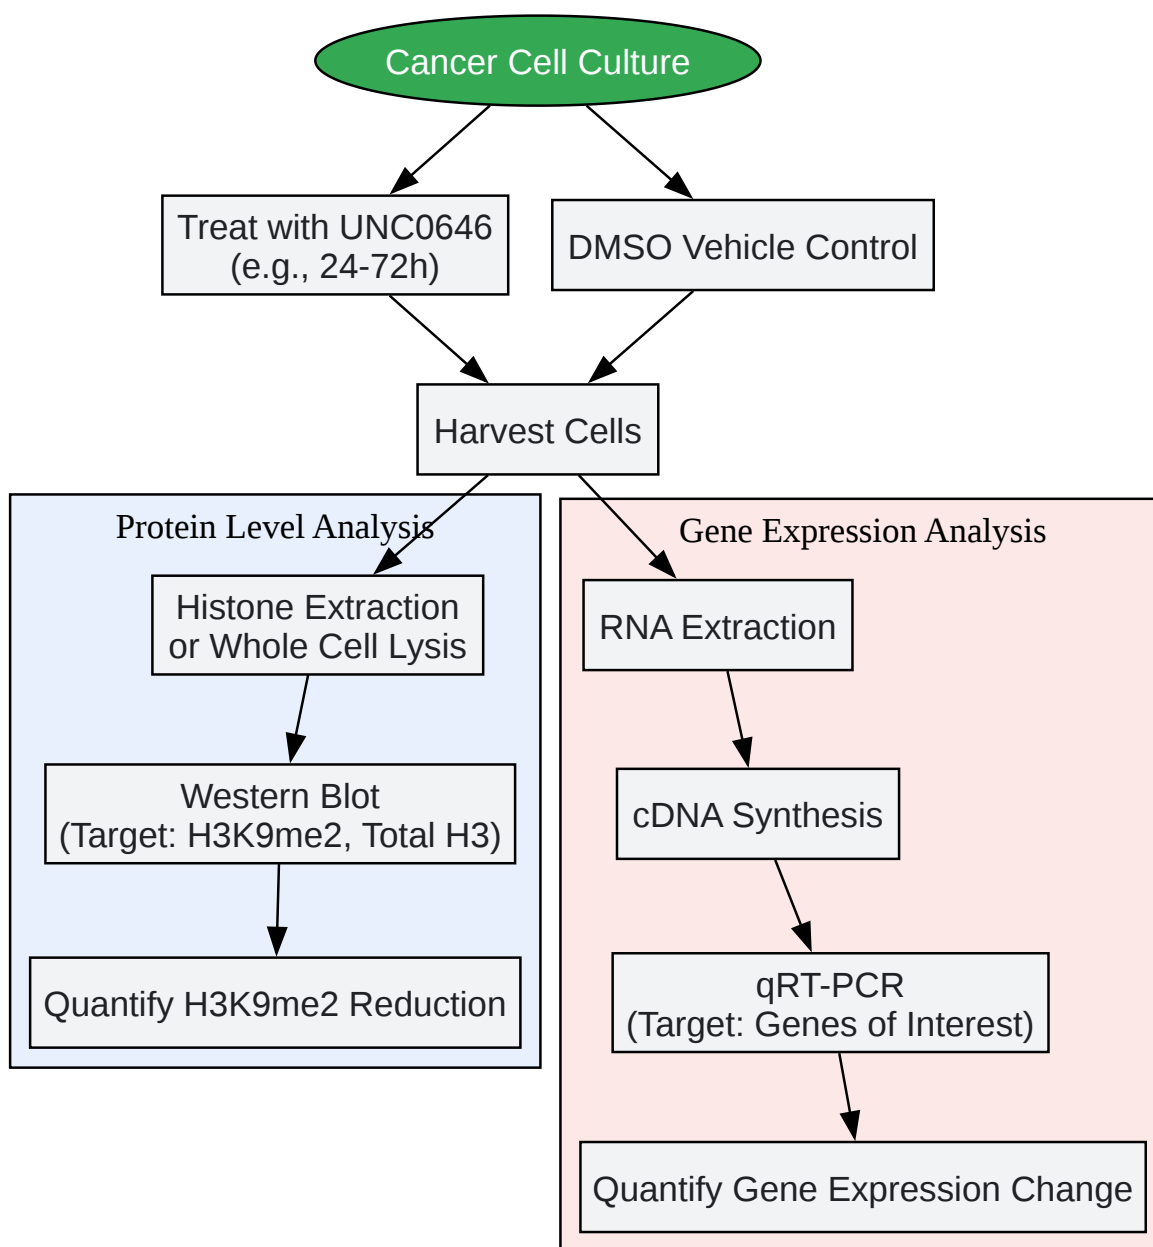 Cancer Cell Culture
Treat with UNC0646
(e.g., 24-72h)
DMSO Vehicle Control
Harvest Cells
Protein Level Analysis
Histone Extraction
or Whole Cell Lysis
Western Blot
(Target: H3K9me2, Total H3)
Quantify H3K9me2 Reduction
Gene Expression Analysis
RNA Extraction
cDNA Synthesis
qRT-PCR
(Target: Genes of Interest)
Quantify Gene Expression Change